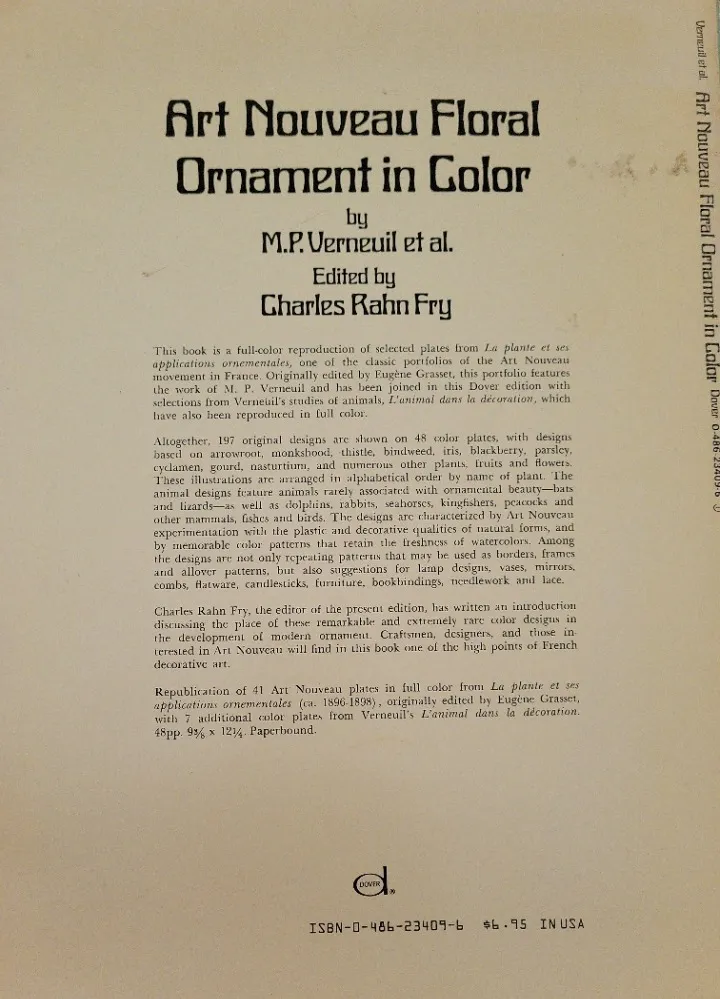 Art Nouveau Floral
Ornament in Color
by
M.P. Verneuil et al.
Edited by
Charles Rahn Fry
This book is a full-color reproduction of selected plates from La plante et ses
applications ornementales, one of the classic portfolios of the Art Nouveau
movement in France. Originally edited by Eugène Grasset, this portfolio features
the work of M. P. Verneuil and has been joined in this Dover edition with
selections from Verneuil's studies of animals, L'animal dans la décoration, which
have also been reproduced in full color.
Altogether, 197 original designs are shown on 48 color plates, with designs
based on arrowroot, monkshood, thistle, bindweed, iris, blackberry, parsley,
cyclamen, gourd, nasturtium, and numerous other plants, fruits and flowers.
These illustrations are arranged in alphabetical order by name of plant. The
animal designs feature animals rarely associated with ornamental beauty—bats
and lizards—as well as dolphins, rabbits, seahorses, kingfishers, peacocks and
other mammals, fishes and birds. The designs are characterized by Art Nouveau
experimentation with the plastic and decorative qualities of natural forms, and
by memorable color patterns that retain the freshness of watercolors. Among
the designs are not only repeating patterns that may be used as borders, frames
and allover patterns, but also suggestions for lamp designs, vases, mirrors,
combs, flatware, candlesticks, furniture, bookbindings, needlework and lace.
Charles Rahn Fry, the editor of the present edition, has written an introduction
discussing the place of these remarkable and extremely rare color designs in
the development of modern ornament. Craftsmen, designers, and those in-
terested in Art Nouveau will find in this book one of the high points of French
decorative art.
Republication of 41 Art Nouveau plates in full color from La plante et ses
applications ornementales (ca. 1896-1898), originally edited by Eugène Grasset,
with 7 additional color plates from Verneuil's L'animal dans la décoration.
48pp. 9⅜ x 12¼. Paperbound.
DOVER ®
ISBN-0-486-23409-6 $6.95 IN USA
Verneuil et al. Art Nouveau Floral Ornament in Color Dover 0-486-23409-6